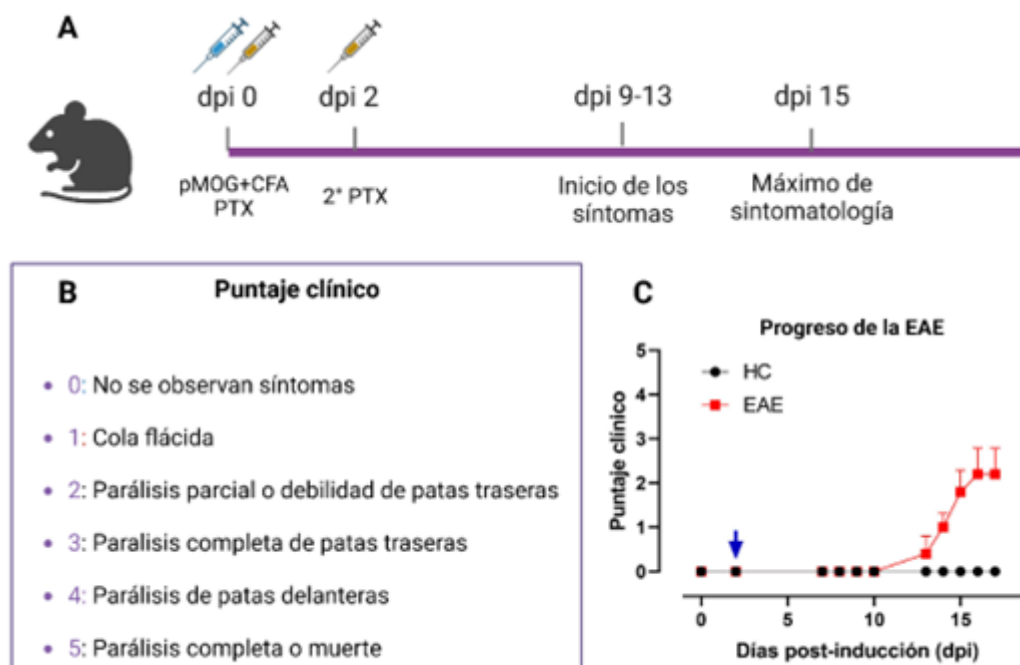 A
dpi 0
dpi 2
dpi 9-13
dpi 15
pMOG+CFA
PTX
2° PTX
Inicio de los
síntomas
Máximo de
sintomatología
B
Puntaje clínico
• 0: No se observan síntomas
• 1: Cola flácida
• 2: Parálisis parcial o debilidad de patas traseras
• 3: Paralisis completa de patas traseras
• 4: Parálisis de patas delanteras
• 5: Parálisis completa o muerte
C
Progreso de la EAE
HC
EAE
Puntaje clínico
5
4
3
2
1
0
0
5
10
15
Días post-inducción (dpi)